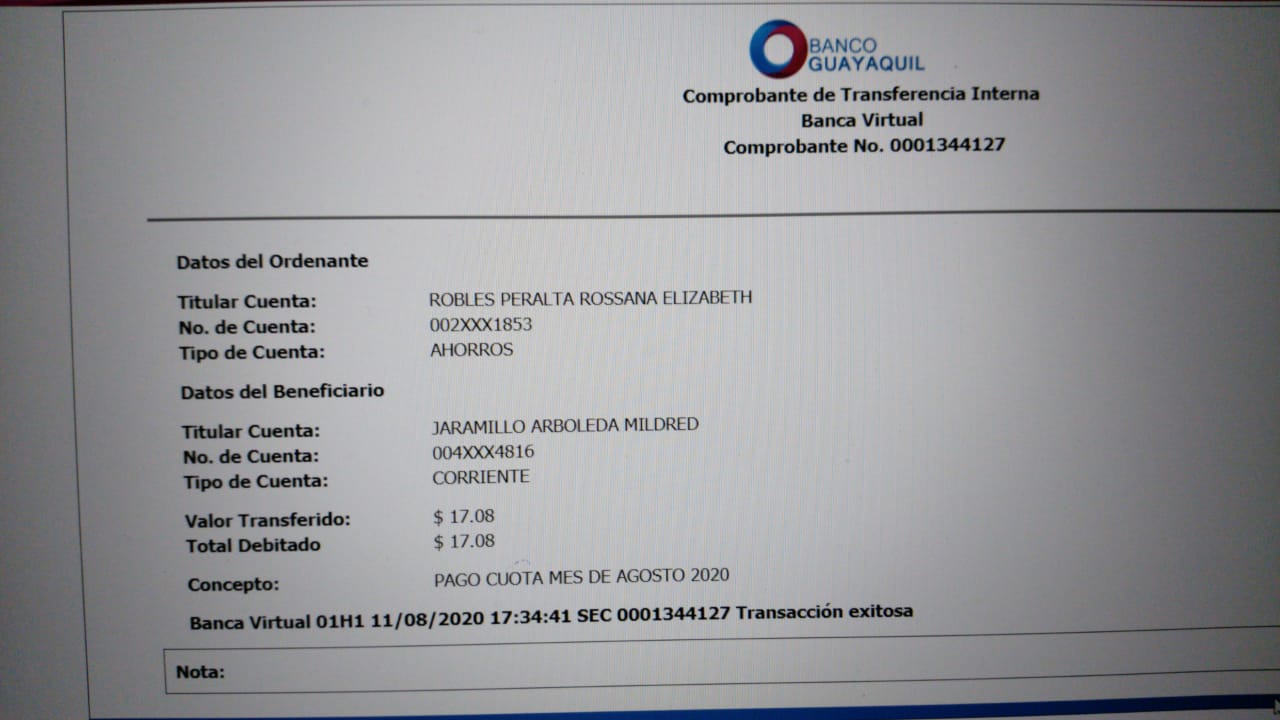 BANCO
GUAYAQUIL
Comprobante de Transferencia Interna
Banca Virtual
Comprobante No. 0001344127
Datos del Ordenante
Titular Cuenta: ROBLES PERALTA ROSSANA ELIZABETH
No. de Cuenta: 002XXX1853
Tipo de Cuenta: AHORROS
Datos del Beneficiario
Titular Cuenta: JARAMILLO ARBOLEDA MILDRED
No. de Cuenta: 004XXX4816
Tipo de Cuenta: CORRIENTE
Valor Transferido: $ 17.08
Total Debitado $ 17.08
Concepto: PAGO CUOTA MES DE AGOSTO 2020
Banca Virtual 01H1 11/08/2020 17:34:41 SEC 0001344127 Transacción exitosa
Nota: